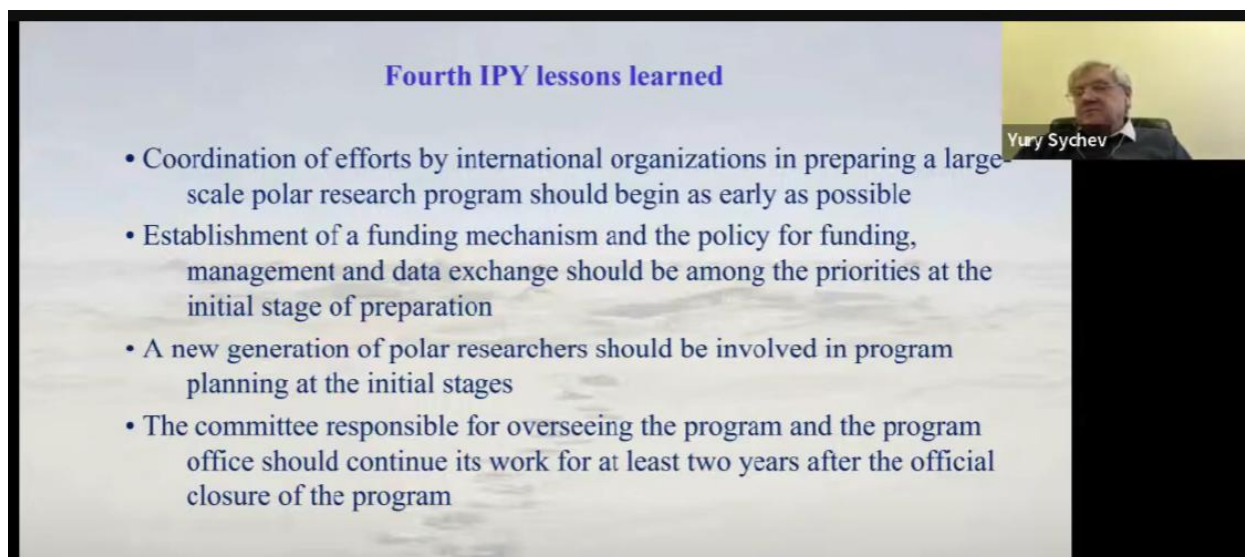 Fourth IPY lessons learned
Yury Sychev
• Coordination of efforts by international organizations in preparing a large-
scale polar research program should begin as early as possible
• Establishment of a funding mechanism and the policy for funding,
management and data exchange should be among the priorities at the
initial stage of preparation
• A new generation of polar researchers should be involved in program
planning at the initial stages
• The committee responsible for overseeing the program and the program
office should continue its work for at least two years after the official
closure of the program